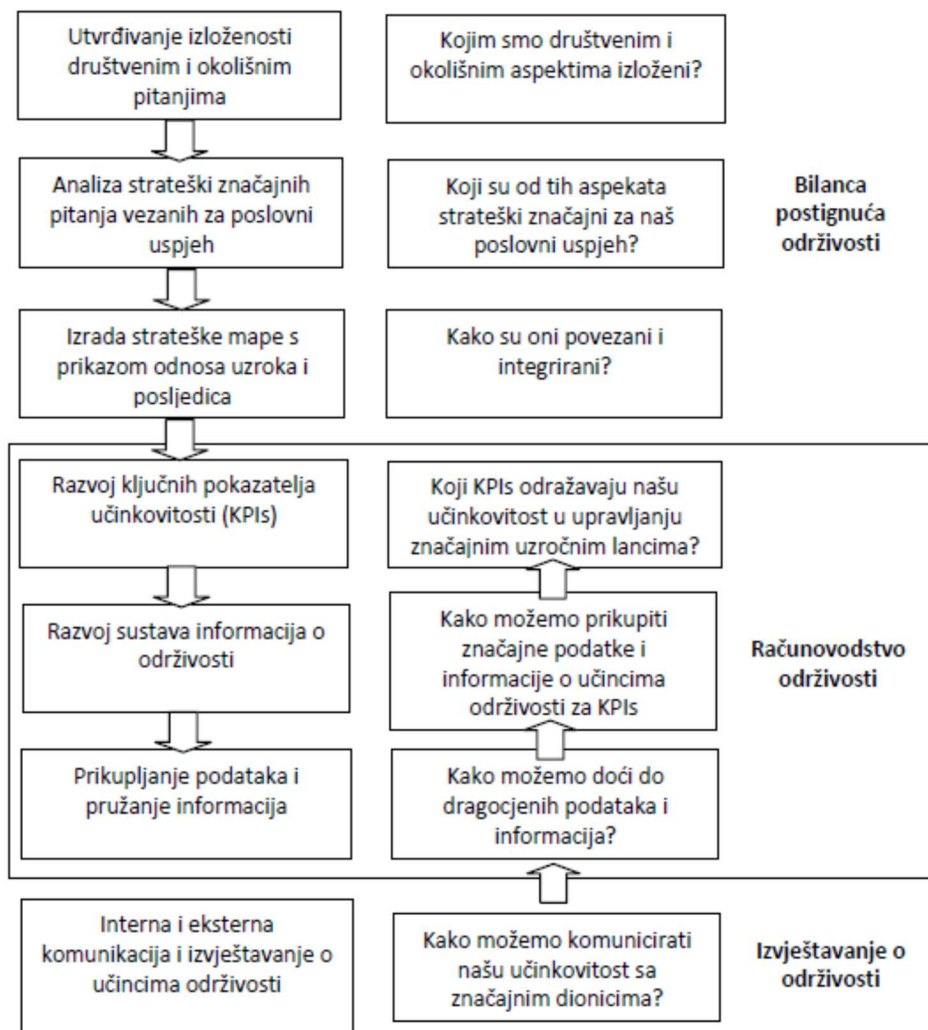 Utvrđivanje izloženosti
društvenim i okolišnim
pitanjima
Kojim smo društvenim i
okolišnim aspektima izloženi?
Analiza strateški značajnih
pitanja vezanih za poslovni
uspjeh
Koji su od tih aspekata
strateški značajni za naš
poslovni uspjeh?
Bilanca
postignuća
održivosti
Izrada strateške mape s
prikazom odnosa uzroka i
posljedica
Kako su oni povezani i
integrirani?
Razvoj ključnih pokazatelja
učinkovitosti (KPIs)
Koji KPIs odražavaju našu
učinkovitost u upravljanju
značajnim uzročnim lancima?
Razvoj sustava informacija o
održivosti
Kako možemo prikupiti
značajne podatke i
informacije o učincima
održivosti za KPIs
Računovodstvo
održivosti
Prikupljanje podataka i
pružanje informacija
Kako možemo doći do
dragocjenih podataka i
informacija?
Interna i eksterna
komunikacija i izvještavanje o
učincima održivosti
Kako možemo komunicirati
našu učinkovitost sa
značajnim dionicima?
Izvještavanje o
održivosti